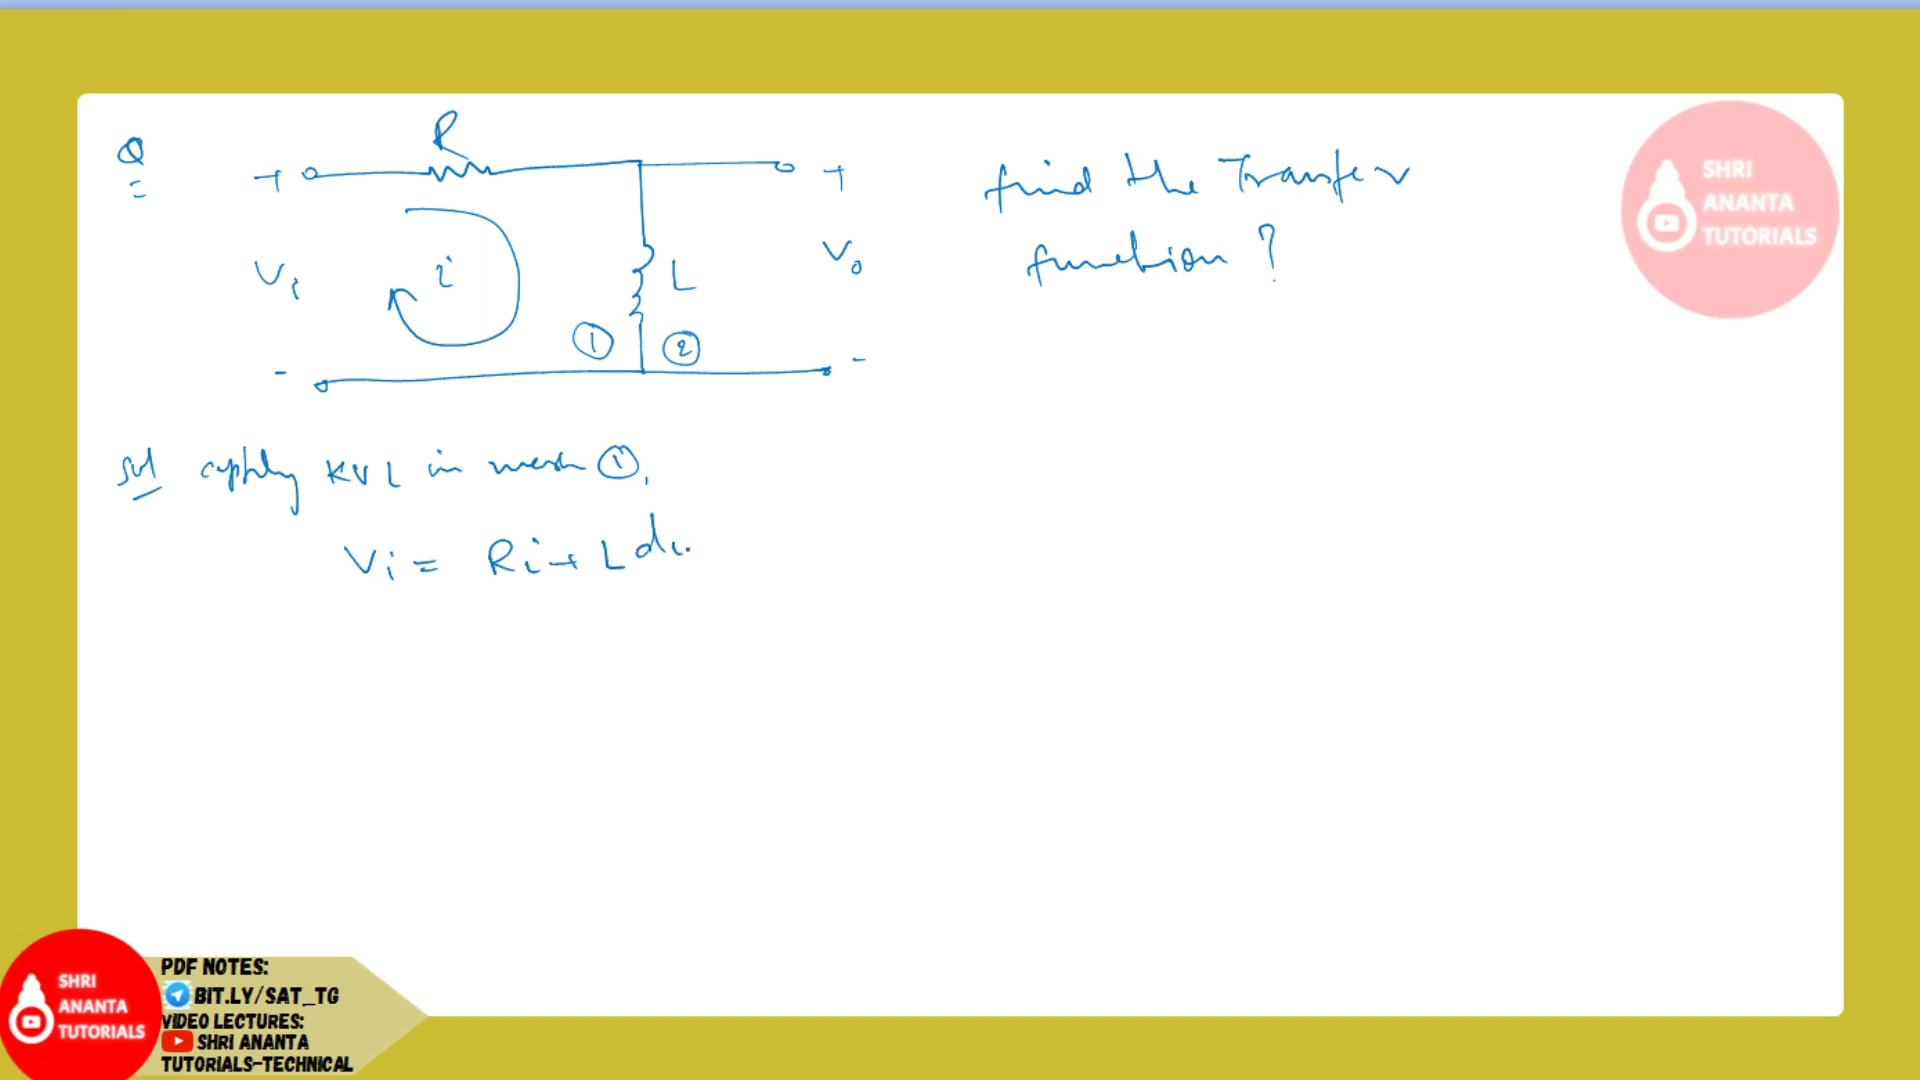 Q
=
R
+
+
find the Transfer
function ?
Vi
i
L
Vo
①
②
-
-
Sol apply KVL in mesh ①,
Vi = Ri + L di
SHRI
ANANTA
TUTORIALS
SHRI
ANANTA
TUTORIALS
PDF NOTES:
BIT.LY/SAT_TG
VIDEO LECTURES:
SHRI ANANTA
TUTORIALS-TECHNICAL